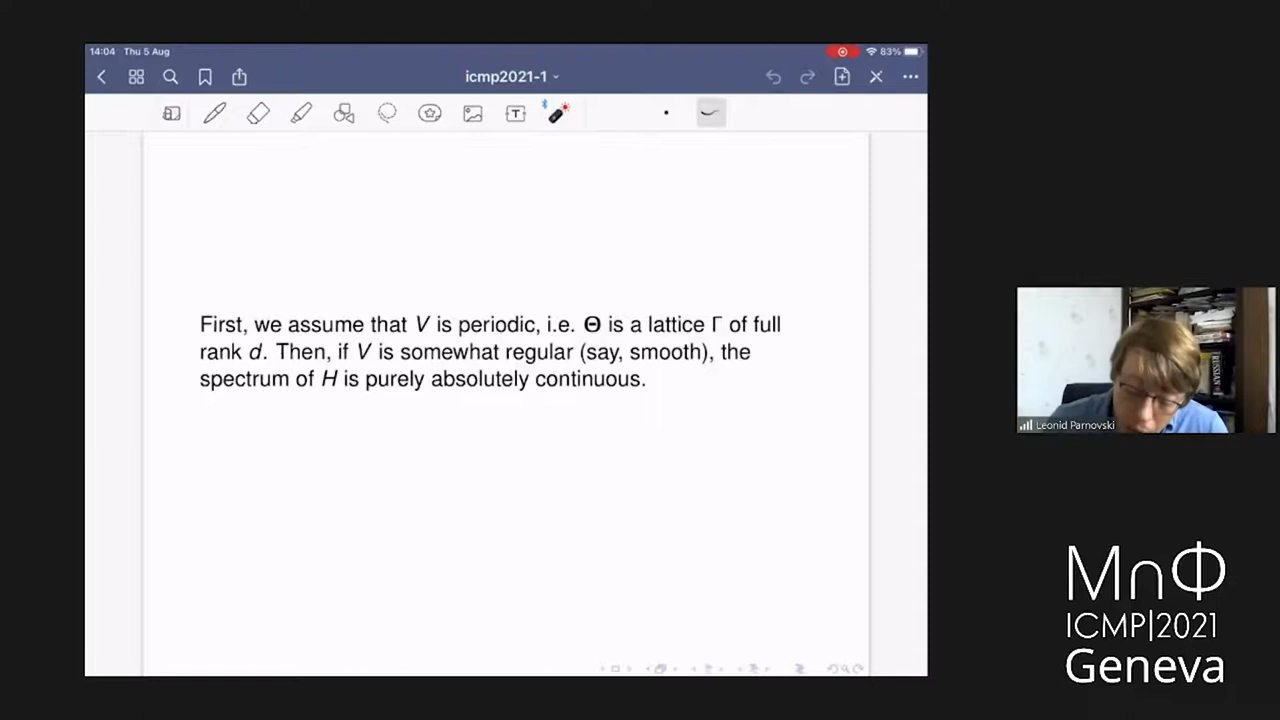 14:04 Thu 5 Aug
83%
icmp2021-1
T
First, we assume that V is periodic, i.e. Θ is a lattice Γ of full
rank d. Then, if V is somewhat regular (say, smooth), the
spectrum of H is purely absolutely continuous.
RUSSIAN
Leonid Parnovski
M∩Φ
ICMP|2021
Geneva